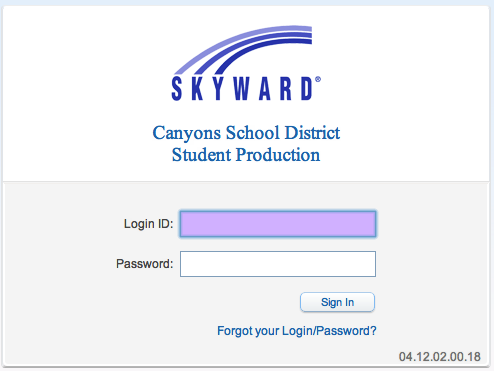 SKYWARD®
Canyons School District
Student Production
Login ID:
Password:
Sign In
Forgot your Login/Password?
04.12.02.00.18